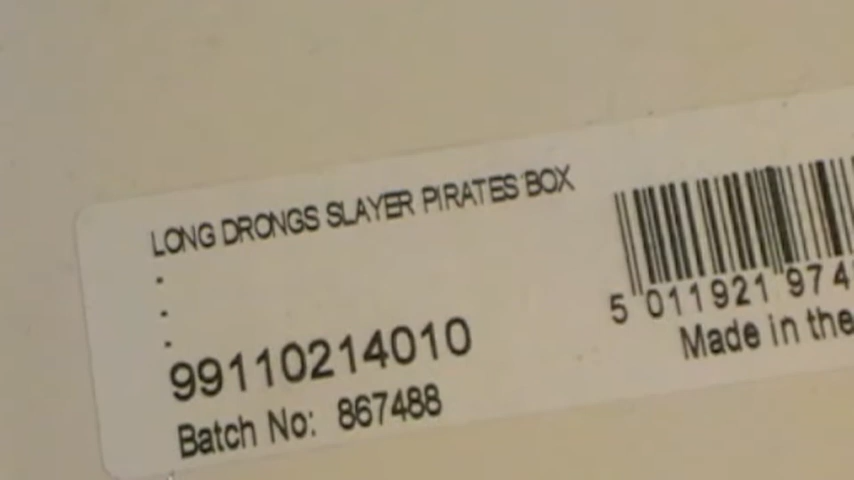 LONG DRONGS SLAYER PIRATES BOX
.
.
.
99110214010
Batch No: 867488
5 011921 974
Made in the